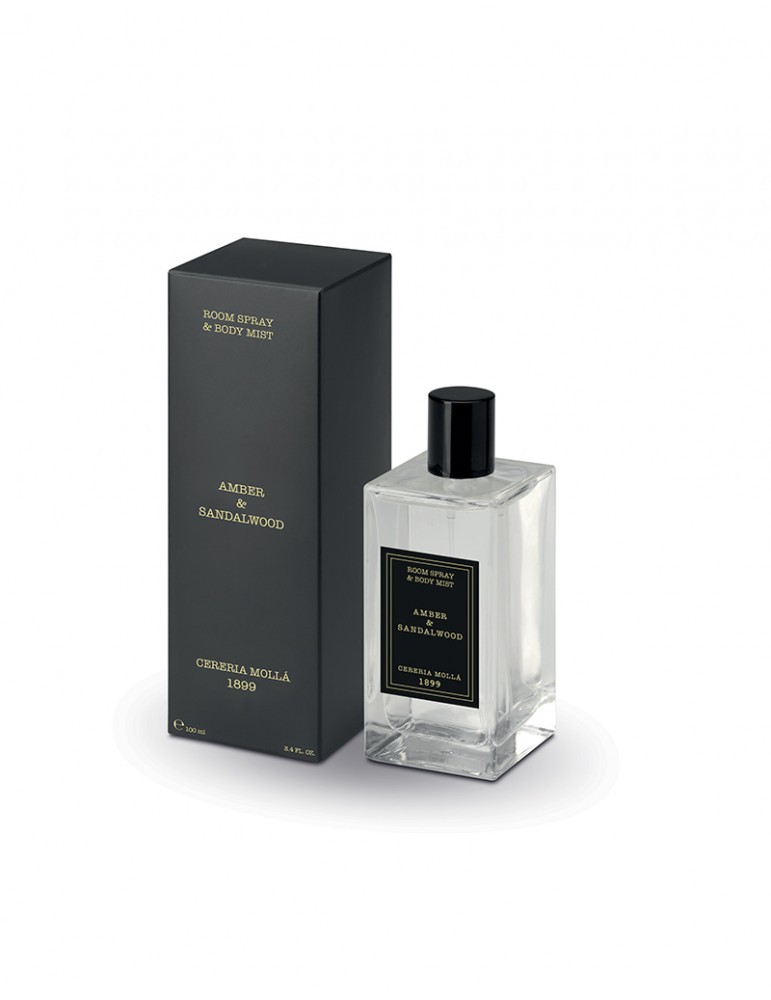 ROOM SPRAY
& BODY MIST
AMBER
&
SANDALWOOD
CERERIA MOLLÁ
1899
℮ 100 ml
3.4 FL. OZ.
ROOM SPRAY
& BODY MIST
AMBER
&
SANDALWOOD
CERERIA MOLLÁ
1899